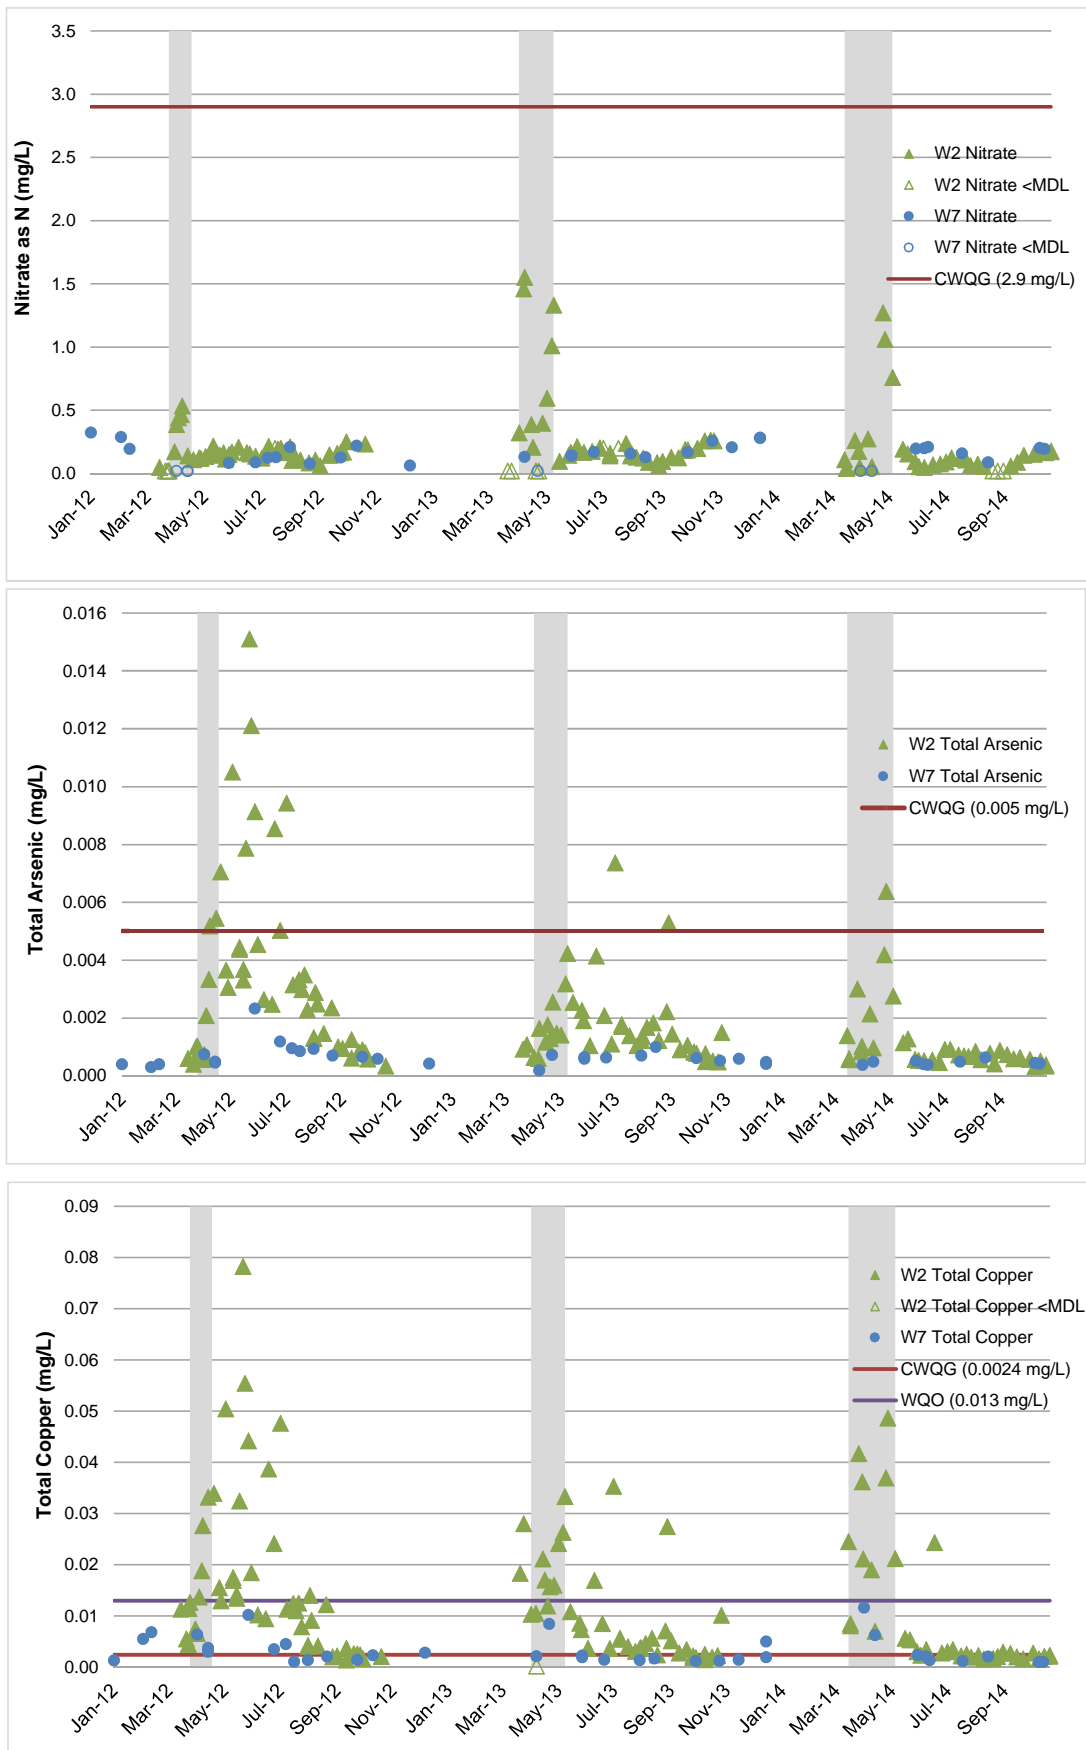 3.5
3.0
2.5
2.0
1.5
1.0
0.5
0.0
Nitrate as N (mg/L)
W2 Nitrate
W2 Nitrate <MDL
W7 Nitrate
W7 Nitrate <MDL
CWQG (2.9 mg/L)
Jan-12
Mar-12
May-12
Jul-12
Sep-12
Nov-12
Jan-13
Mar-13
May-13
Jul-13
Sep-13
Nov-13
Jan-14
Mar-14
May-14
Jul-14
Sep-14
0.016
0.014
0.012
0.010
0.008
0.006
0.004
0.002
0.000
Total Arsenic (mg/L)
W2 Total Arsenic
W7 Total Arsenic
CWQG (0.005 mg/L)
Jan-12
Mar-12
May-12
Jul-12
Sep-12
Nov-12
Jan-13
Mar-13
May-13
Jul-13
Sep-13
Nov-13
Jan-14
Mar-14
May-14
Jul-14
Sep-14
0.09
0.08
0.07
0.06
0.05
0.04
0.03
0.02
0.01
0.00
Total Copper (mg/L)
W2 Total Copper
W2 Total Copper <MDL
W7 Total Copper
CWQG (0.0024 mg/L)
WQO (0.013 mg/L)
Jan-12
Mar-12
May-12
Jul-12
Sep-12
Nov-12
Jan-13
Mar-13
May-13
Jul-13
Sep-13
Nov-13
Jan-14
Mar-14
May-14
Jul-14
Sep-14